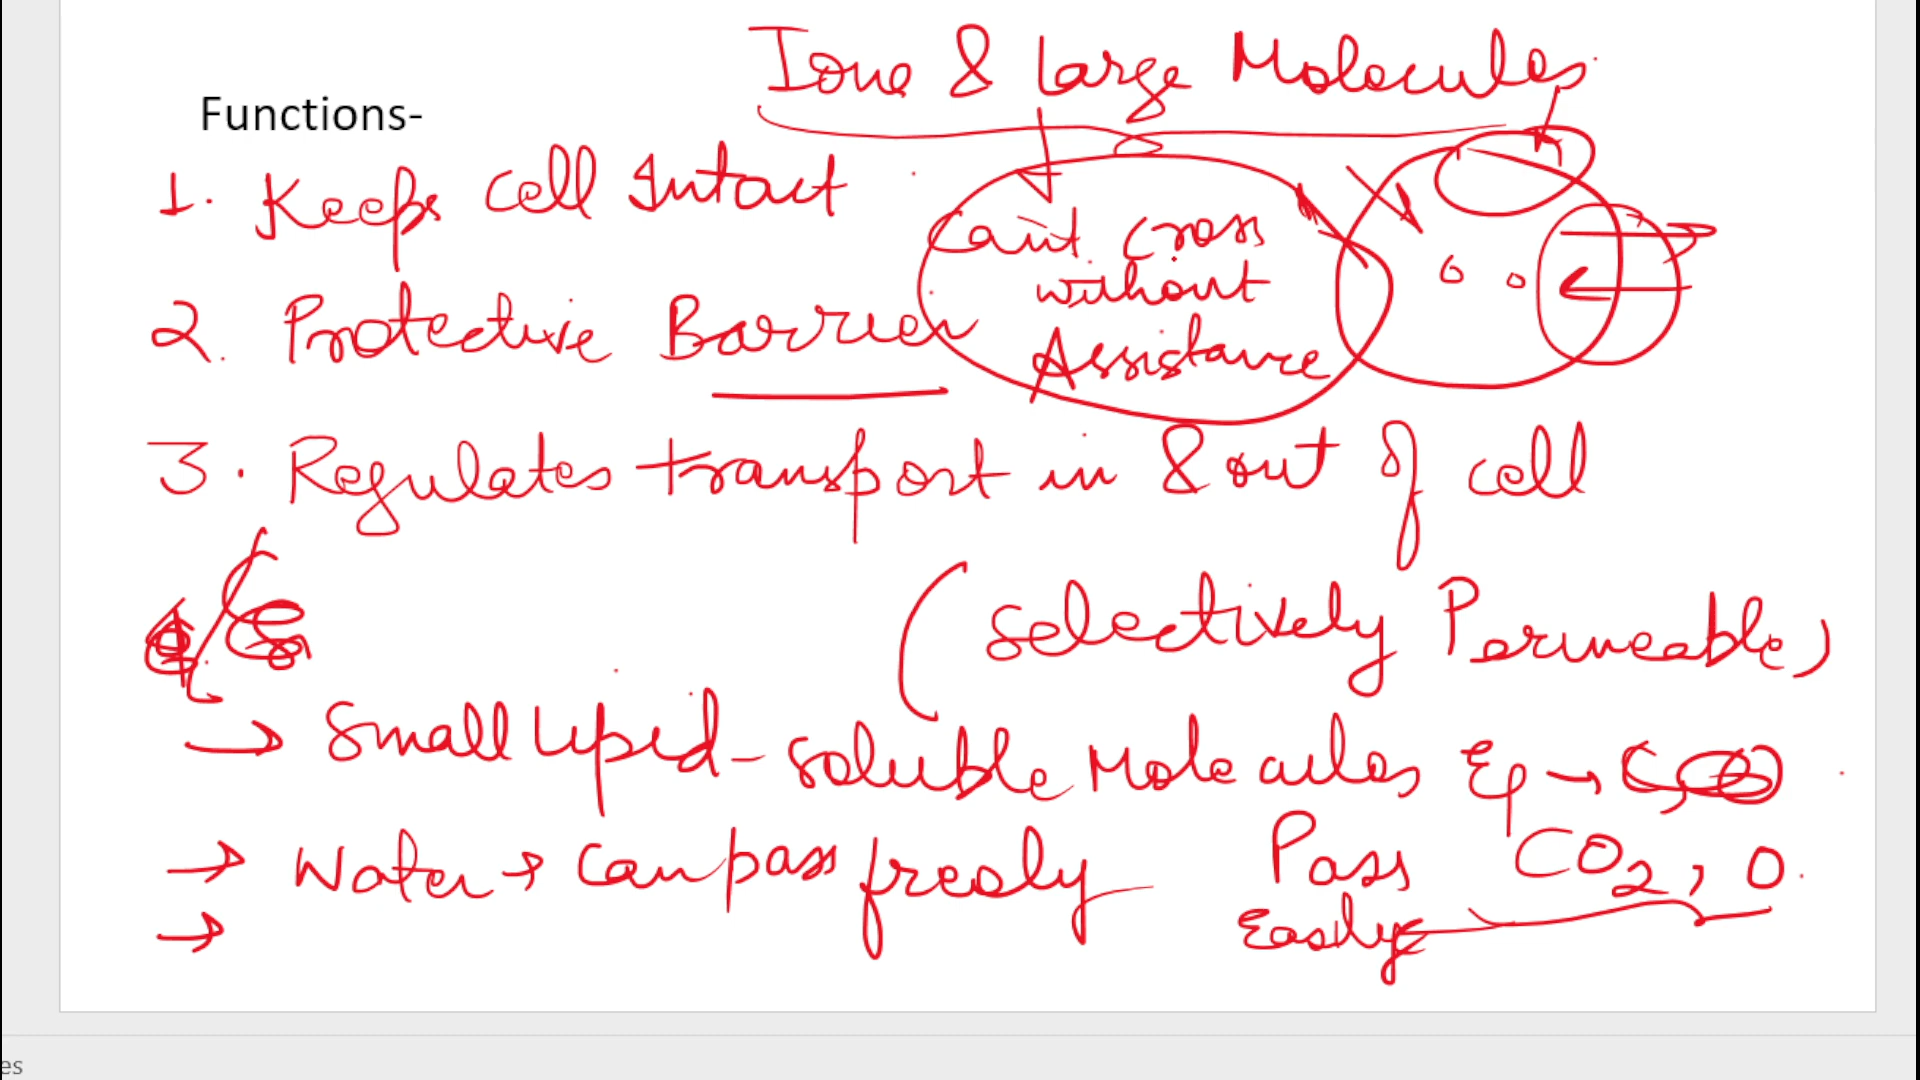 Ions & Large Molecules
Functions-
1. Keeps cell Intact
can't cross
without
Assistance
2. Protective Barrier
3. Regulates transport in & out of cell
(selectively Permeable)
→ Small lipid-soluble Molecules Eg →
→ Water → can pass freely
Pass CO2, O
Easily
→
es